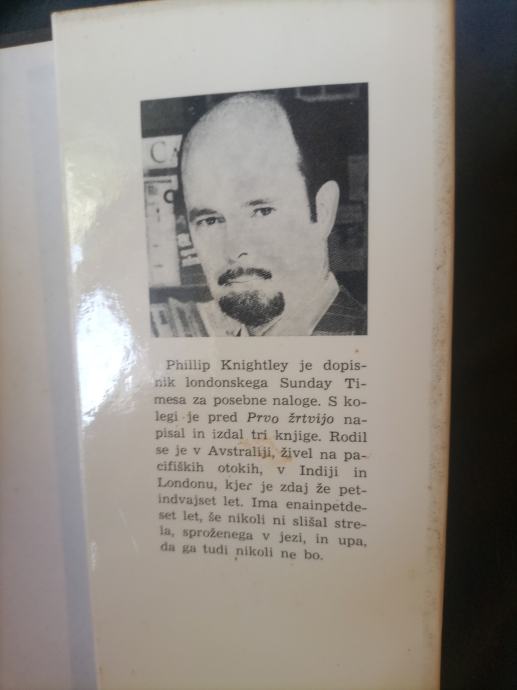 CA
Phillip Knightley je dopis-
nik londonskega Sunday Ti-
mesa za posebne naloge. S ko-
legi je pred Prvo žrtvijo na-
pisal in izdal tri knjige. Rodil
se je v Avstraliji, živel na pa-
cifiških otokih, v Indiji in
Londonu, kjer je zdaj že pet-
indvajset let. Ima enainpetde-
set let, še nikoli ni slišal stre-
la, sproženega v jezi, in upa,
da ga tudi nikoli ne bo.